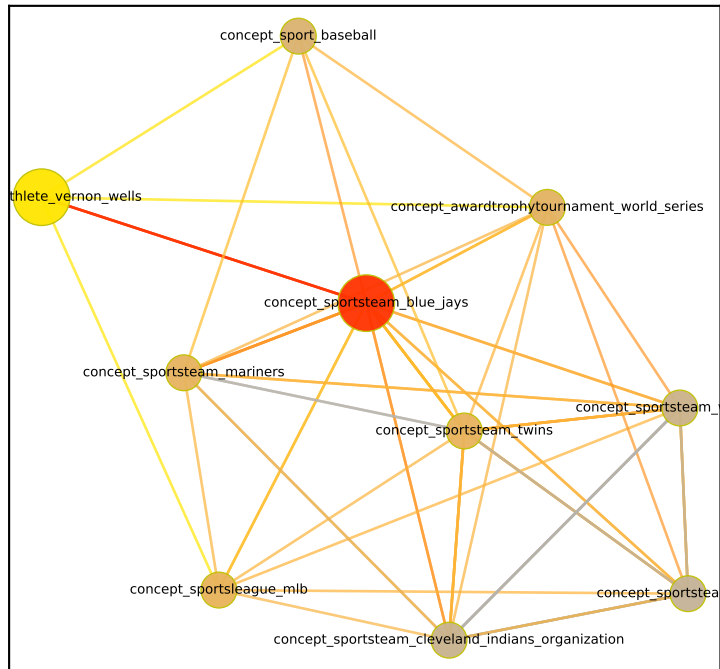 concept_sport_baseball
thlete_vernon_wells
concept_awardtrophytournament_world_series
concept_sportsteam_blue_jays
concept_sportsteam_mariners
concept_sportsteam_
concept_sportsteam_twins
concept_sportsleague_mlb
concept_sportstea
concept_sportsteam_cleveland_indians_organization